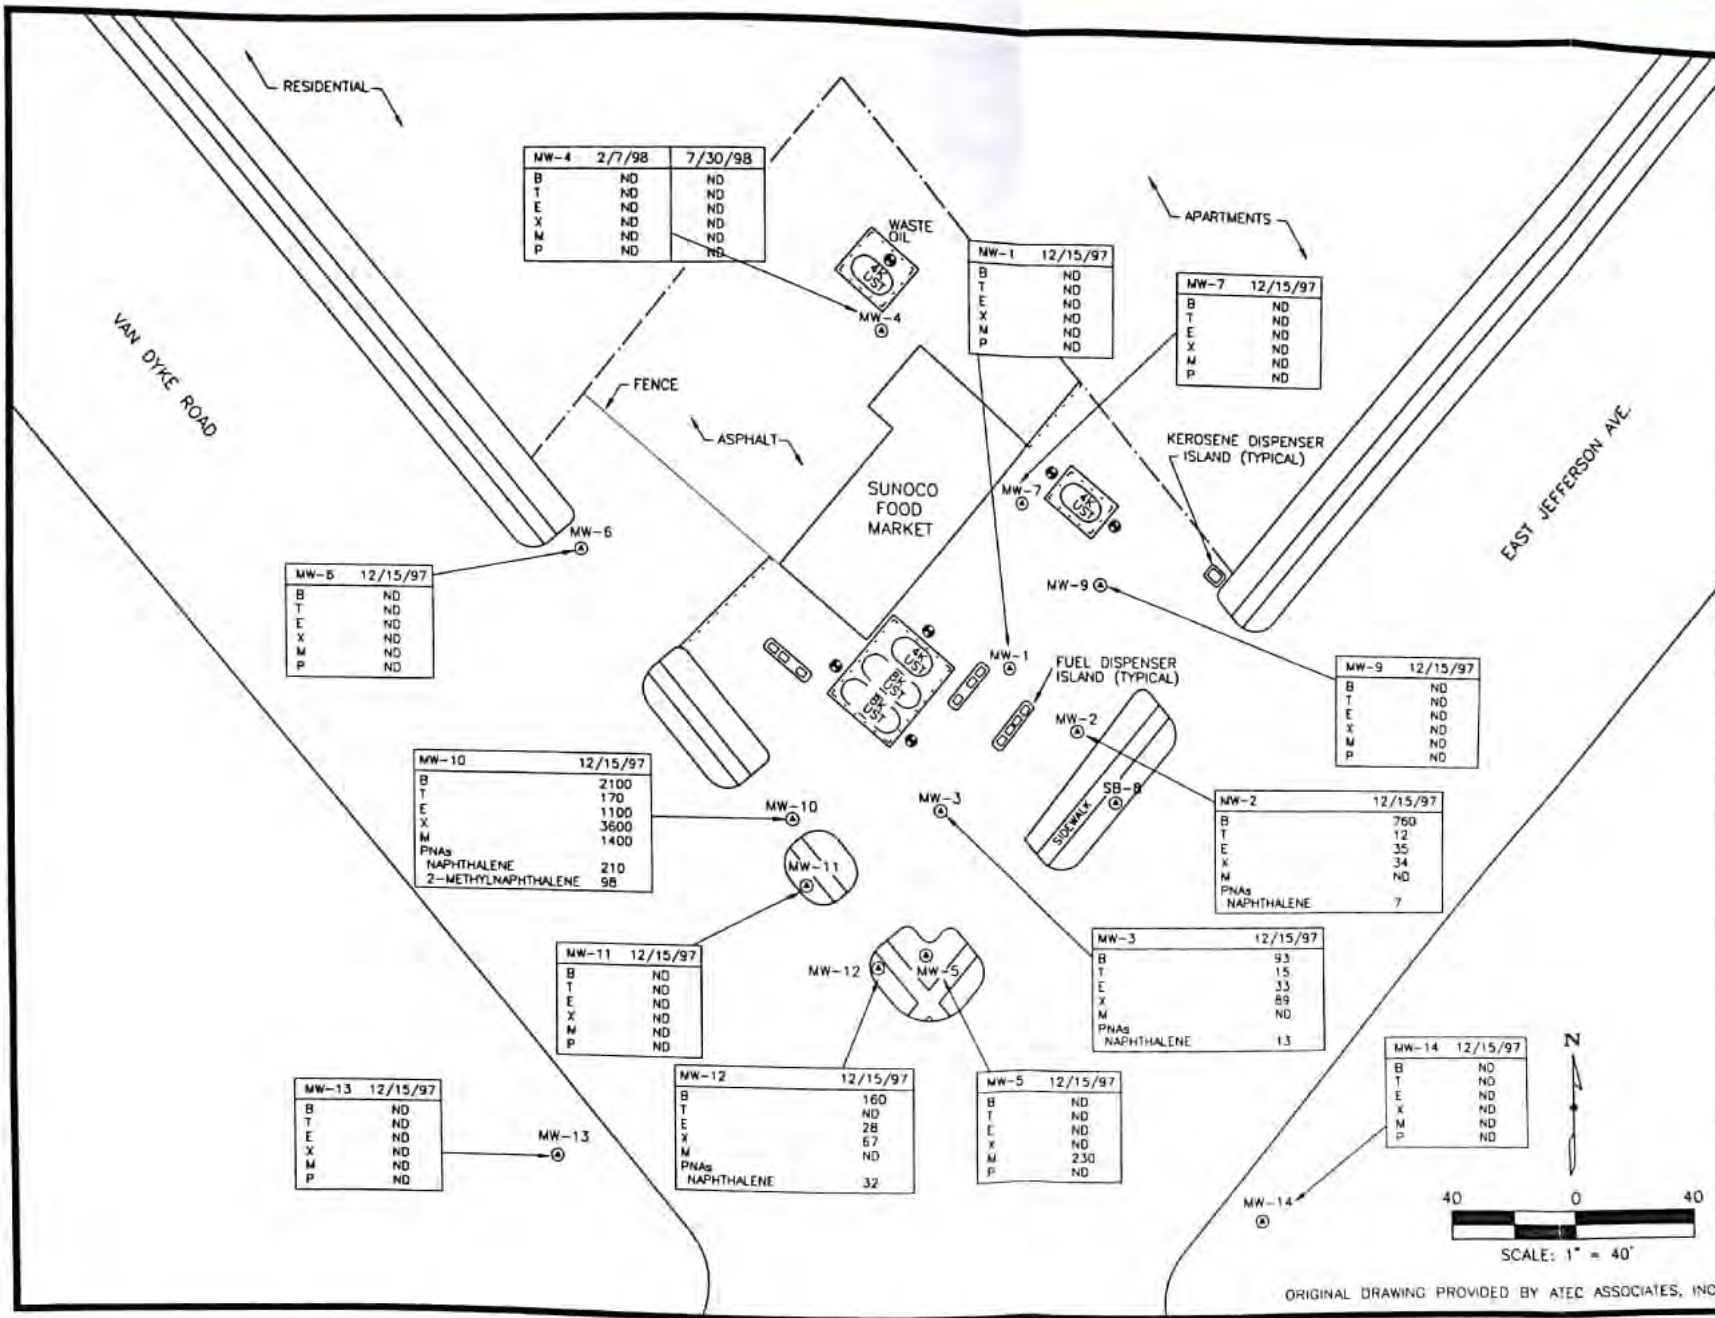 RESIDENTIAL
MW-4 2/7/98 7/30/98
B ND ND
T ND ND
E ND ND
X ND ND
M ND ND
P ND ND
WASTE
OIL
4K
UST
MW-4
APARTMENTS
MW-1 12/15/97
B ND
T ND
E ND
X ND
M ND
P ND
MW-7 12/15/97
B ND
T ND
E ND
X ND
M ND
P ND
VAN DYKE ROAD
FENCE
ASPHALT
KEROSENE DISPENSER
ISLAND (TYPICAL)
EAST JEFFERSON AVE.
SUNOCO
FOOD
MARKET
MW-7
4K
UST
MW-6
MW-6 12/15/97
B ND
T ND
E ND
X ND
M ND
P ND
MW-9
4K
UST
8K
UST
8K
UST
MW-1
FUEL DISPENSER
ISLAND (TYPICAL)
MW-9 12/15/97
B ND
T ND
E ND
X ND
M ND
P ND
MW-2
MW-10 12/15/97
B 2100
T 170
E 1100
X 3600
M 1400
PNAs
NAPHTHALENE 210
2-METHYLNAPHTHALENE 98
MW-10
MW-3
SB-8
SIDEWALK
MW-2 12/15/97
B 760
T 12
E 35
X 34
M ND
PNAs
NAPHTHALENE 7
MW-11
MW-11 12/15/97
B ND
T ND
E ND
X ND
M ND
P ND
MW-12
MW-5
MW-3 12/15/97
B 93
T 15
E 33
X 89
M ND
PNAs
NAPHTHALENE 13
MW-12 12/15/97
B 160
T ND
E 28
X 67
M ND
PNAs
NAPHTHALENE 32
MW-5 12/15/97
B ND
T ND
E ND
X ND
M 230
P ND
MW-14 12/15/97
B ND
T ND
E ND
X ND
M ND
P ND
N
MW-13 12/15/97
B ND
T ND
E ND
X ND
M ND
P ND
MW-13
MW-14
40 0 40
SCALE: 1" = 40'
ORIGINAL DRAWING PROVIDED BY ATEC ASSOCIATES, INC